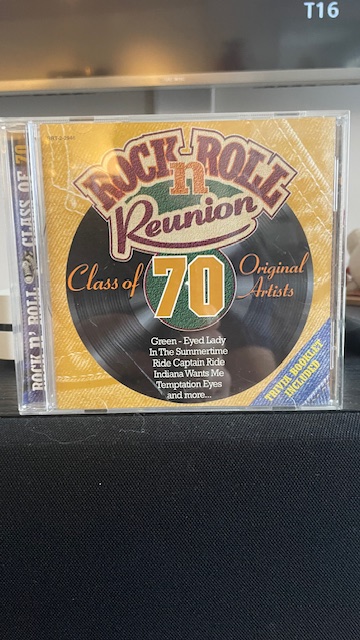 T16
ROCK n ROLL
Reunion
Class of 70 Original Artists
Green - Eyed Lady
In The Summertime
Ride Captain Ride
Indiana Wants Me
Temptation Eyes
and more...
TRIVIA BOOKLET
INCLUDED
ROCK N' ROLL
CLASS OF 70